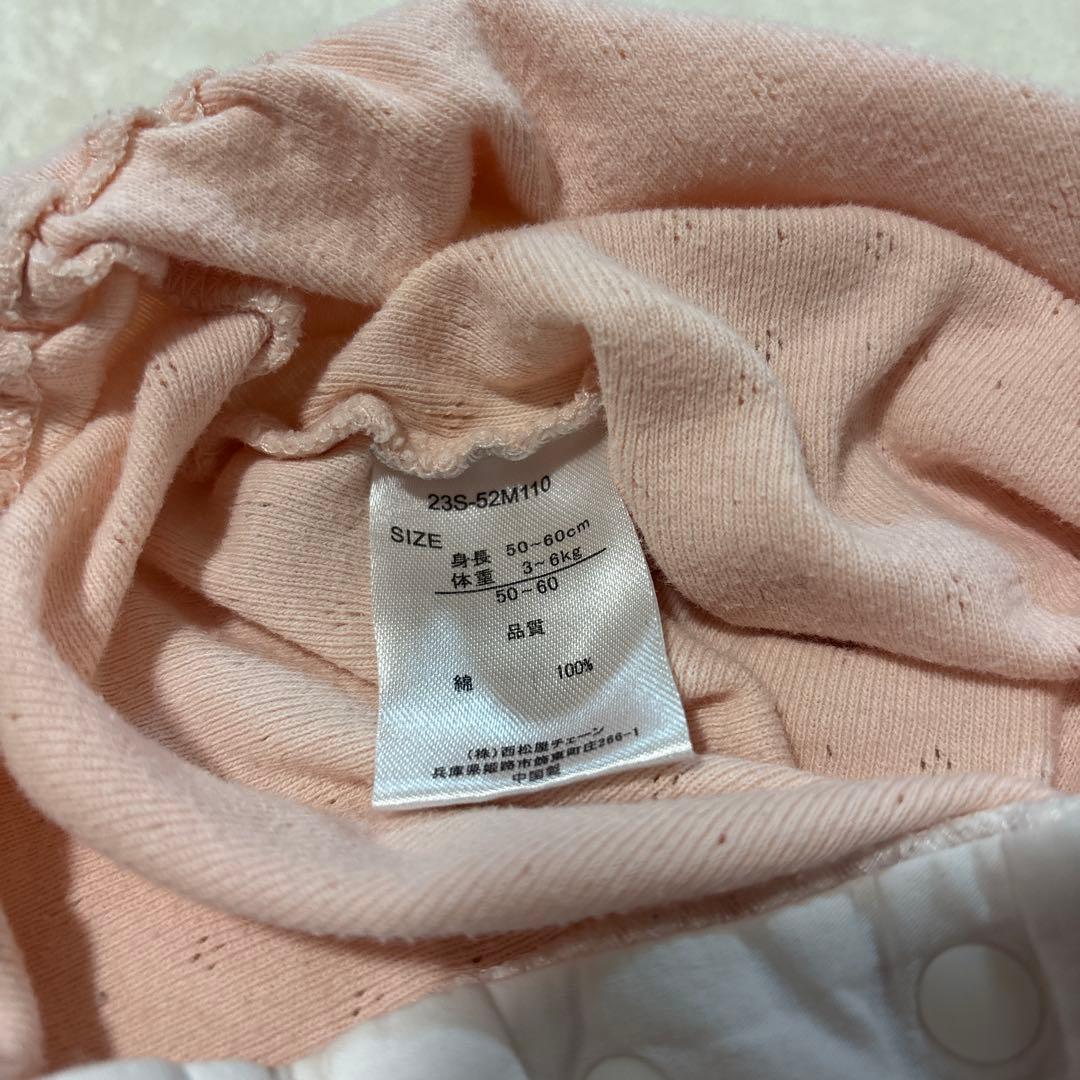 23S-52M110
SIZE
身長 50~60cm
体重 3~6kg
50~60
品質
綿 100%
(株)西松屋チェーン
兵庫県姫路市飾東町庄266-1
中国製